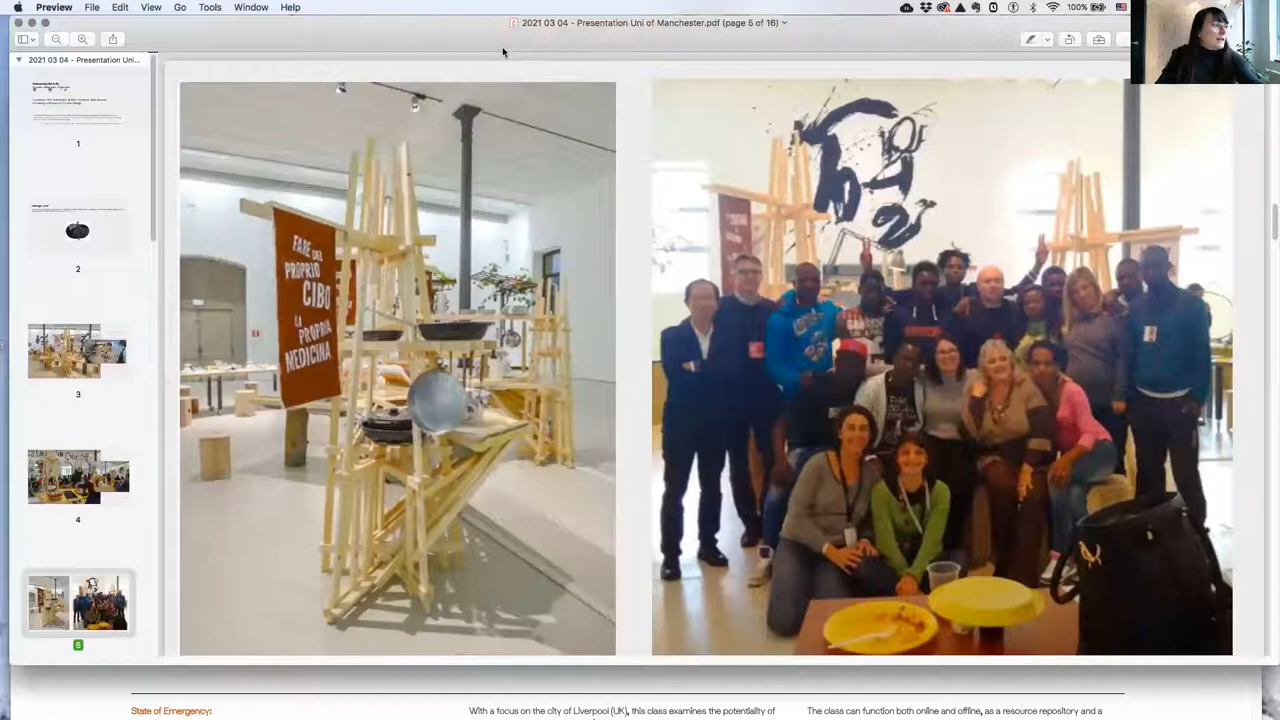 Preview File Edit View Go Tools Window Help
100%
2021 03 04 - Presentation Uni of Manchester.pdf (page 5 of 16)
2021 03 04 - Presentation Uni...
1
2
3
4
5
FARE DEL
PROPRIO
CIBO
LA
PROPRIA
MEDICINA
State of Emergency:
With a focus on the city of Liverpool (UK), this class examines the potentiality of
The class can function both online and offline, as a resource repository and a